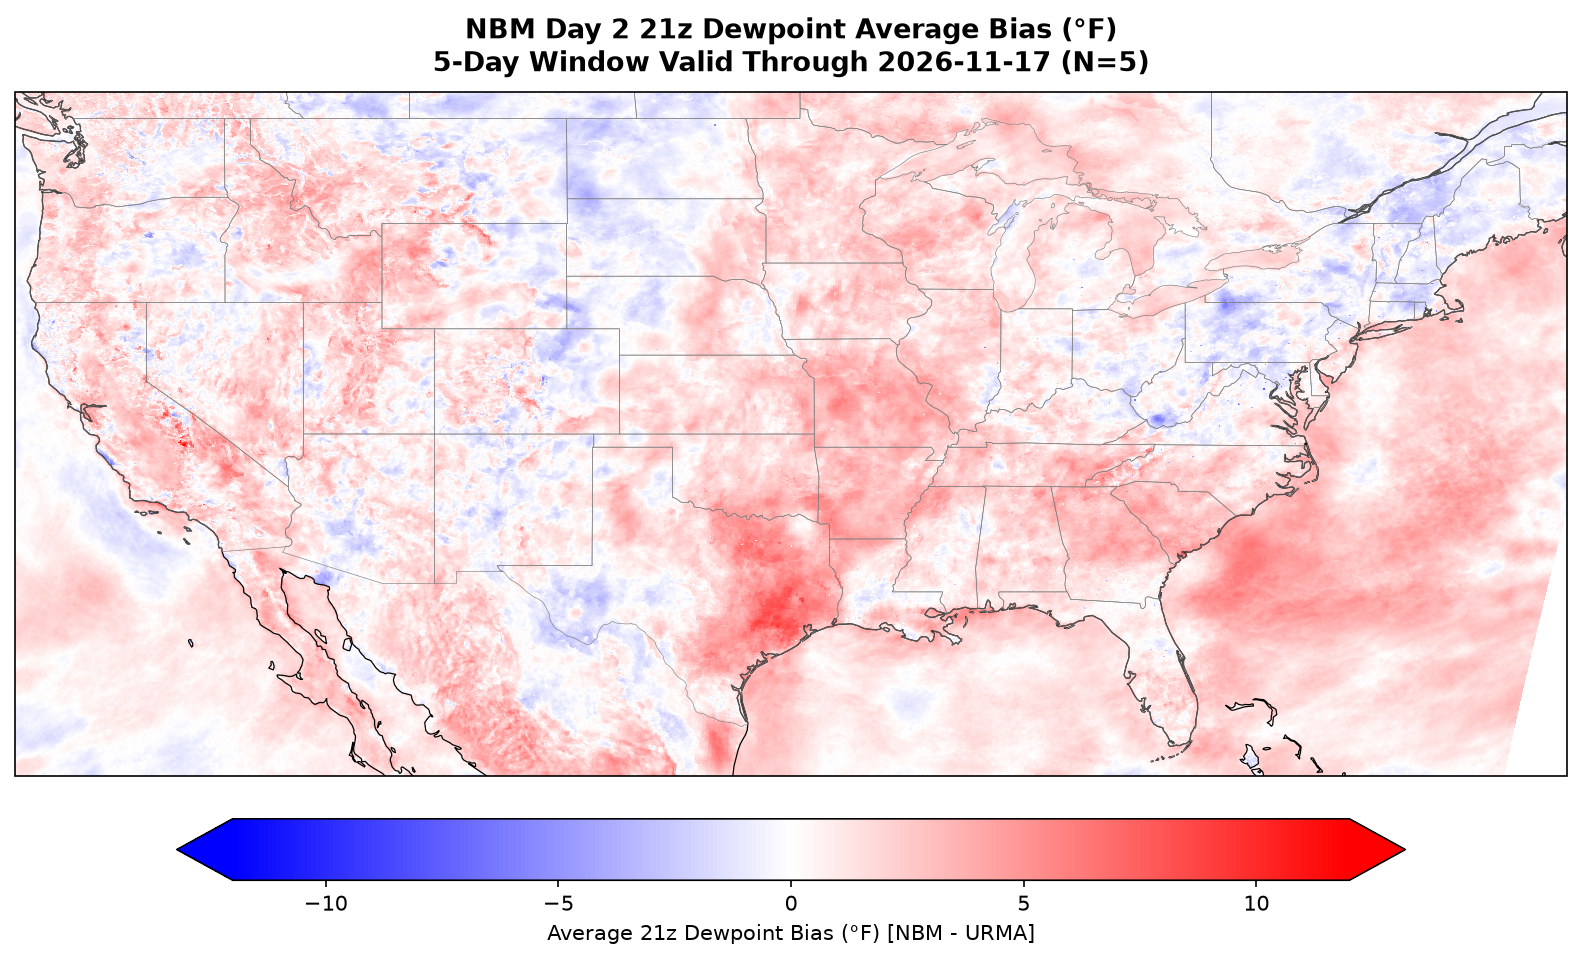 NBM Day 2 21z Dewpoint Average Bias (°F)
5-Day Window Valid Through 2026-11-17 (N=5)
−10 −5 0 5 10
Average 21z Dewpoint Bias (°F) [NBM - URMA]